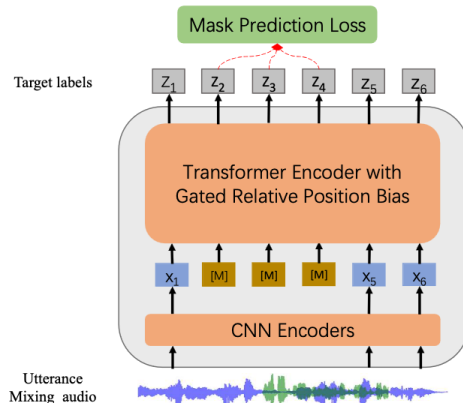 Mask Prediction Loss
Target labels
Z1 z2 z3 z4 z5 z6
Transformer Encoder with
Gated Relative Position Bias
x1 [M] [M] [M] x5 x6
CNN Encoders
Utterance
Mixing audio